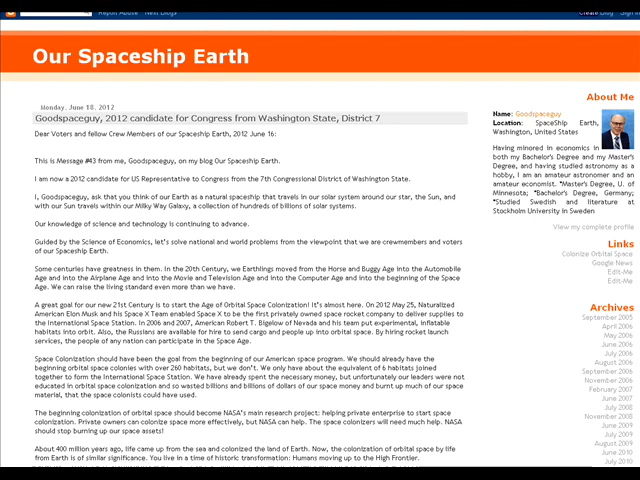 Report Abuse Next Blog» Create Blog Sign In
Our Spaceship Earth
Monday, June 18, 2012
Goodspaceguy, 2012 candidate for Congress from Washington State, District 7
Dear Voters and fellow Crew Members of our Spaceship Earth, 2012 June 16:
This is Message #43 from me, Goodspaceguy, on my blog Our Spaceship Earth.
I am now a 2012 candidate for US Representative to Congress from the 7th Congressional District of Washington State.
I, Goodspaceguy, ask that you think of our Earth as a natural spaceship that travels in our solar system around our star, the Sun, and
with our Sun travels within our Milky Way Galaxy, a collection of hundreds of billions of solar systems.
Our knowledge of science and technology is continuing to advance.
Guided by the Science of Economics, let's solve national and world problems from the viewpoint that we are crewmembers and voters
of our Spaceship Earth.
Some centuries have greatness in them. In the 20th Century, we Earthlings moved from the Horse and Buggy Age into the Automobile
Age and into the Airplane Age and into the Movie and Television Age and into the Computer Age and into the beginning of the Space
Age. We can raise the living standard even more than we have.
A great goal for our new 21st Century is to start the Age of Orbital Space Colonization! It's almost here. On 2012 May 25, Naturalized
American Elon Musk and his Space X Team enabled Space X to be the first privately owned space rocket company to deliver supplies to
the International Space Station. In 2006 and 2007, American Robert T. Bigelow of Nevada and his team put experimental, inflatable
habitats into orbit. Also, the Russians are available for hire to send cargo and people up into orbital space. By hiring rocket launch
services, the people of any nation can participate in the Space Age.
Space Colonization should have been the goal from the beginning of our American space program. We should already have the
beginning orbital space colonies with over 260 habitats, but we don't. We only have about the equivalent of 6 habitats joined
together to form the International Space Station. We have already spent the necessary money, but unfortunately our leaders were not
educated in orbital space colonization and so wasted billions and billions of dollars of our space money and burnt up much of our space
material, that the space colonists could have used.
The beginning colonization of orbital space should become NASA's main research project: helping private enterprise to start space
colonization. Private owners can colonize space more effectively, but NASA can help. The space colonizers will need much help. NASA
should stop burning up our space assets!
About 400 million years ago, life came up from the sea and colonized the land of Earth. Now, the colonization of orbital space by life
from Earth is of similar significance. You live in a time of historic transformation: Humans moving up to the High Frontier.
About Me
Name: Goodspaceguy
Location: SpaceShip Earth,
Washington, United States
Having minored in economics in
both my Bachelor's Degree and my Master's
Degree, and having studied astronomy as a
hobby, I am an amateur astronomer and an
amateur economist. *Master's Degree, U. of
Minnesota; *Bachelor's Degree, Germany;
*Studied Swedish and literature at
Stockholm University in Sweden
View my complete profile
Links
Colonize Orbital Space
Google News
Edit-Me
Edit-Me
Archives
September 2005
April 2006
May 2006
June 2006
July 2006
August 2006
September 2006
November 2006
February 2007
June 2007
July 2008
November 2008
June 2009
July 2009
August 2009
June 2010
July 2010